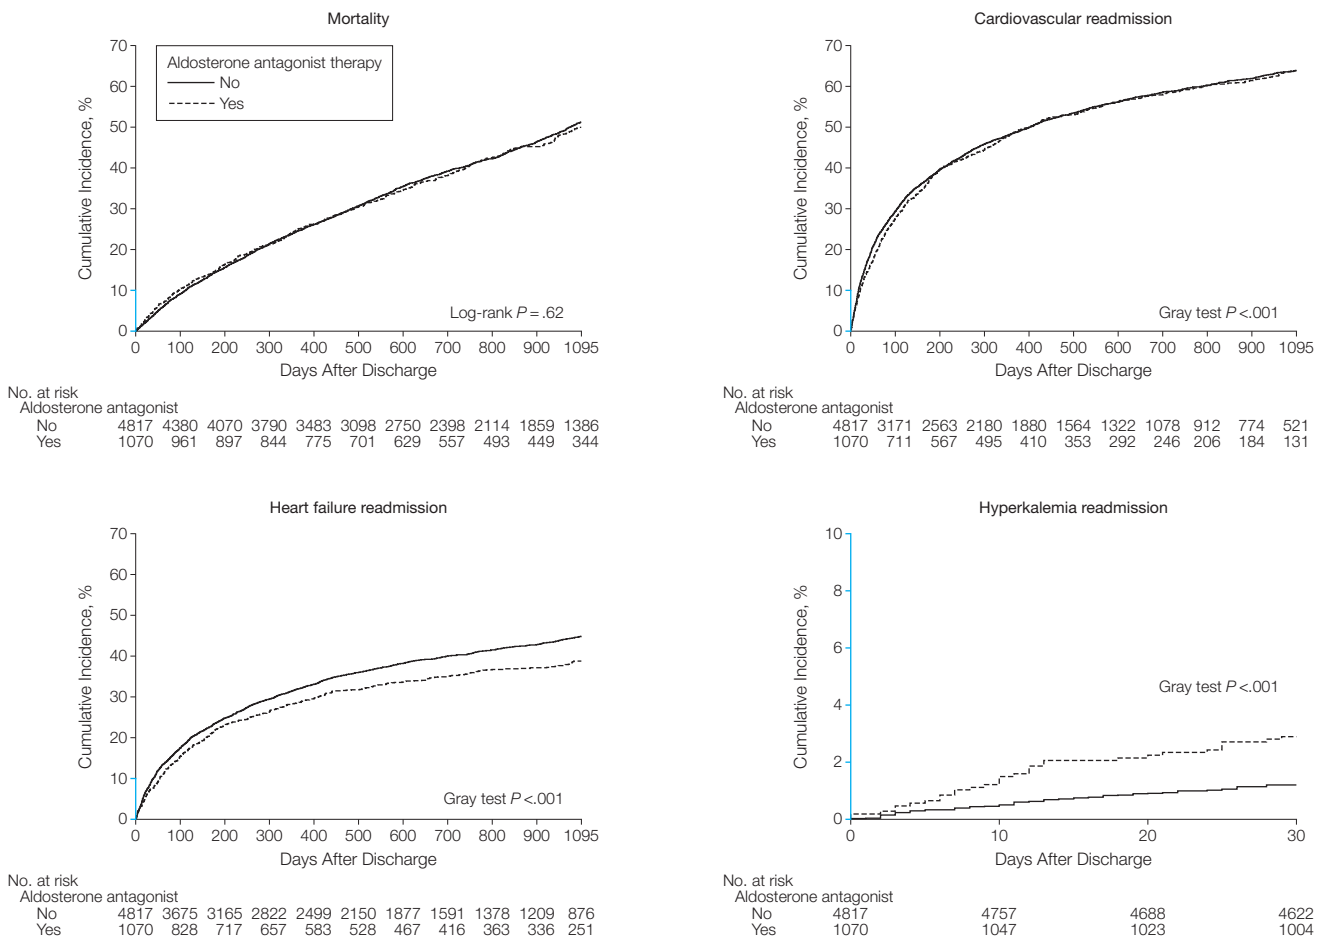 Mortality
70
60
50
40
30
20
10
0
Cumulative Incidence, %
Aldosterone antagonist therapy
No
Yes
Log-rank P = .62
0 100 200 300 400 500 600 700 800 900 1095
Days After Discharge
No. at risk
Aldosterone antagonist
No 4817 4380 4070 3790 3483 3098 2750 2398 2114 1859 1386
Yes 1070 961 897 844 775 701 629 557 493 449 344
Cardiovascular readmission
70
60
50
40
30
20
10
0
Cumulative Incidence, %
Gray test P <.001
0 100 200 300 400 500 600 700 800 900 1095
Days After Discharge
No. at risk
Aldosterone antagonist
No 4817 3171 2563 2180 1880 1564 1322 1078 912 774 521
Yes 1070 711 567 495 410 353 292 246 206 184 131
Heart failure readmission
70
60
50
40
30
20
10
0
Cumulative Incidence, %
Gray test P <.001
0 100 200 300 400 500 600 700 800 900 1095
Days After Discharge
No. at risk
Aldosterone antagonist
No 4817 3675 3165 2822 2499 2150 1877 1591 1378 1209 876
Yes 1070 828 717 657 583 528 467 416 363 336 251
Hyperkalemia readmission
10
8
6
4
2
0
Cumulative Incidence, %
Gray test P <.001
0 10 20 30
Days After Discharge
No. at risk
Aldosterone antagonist
No 4817 4757 4688 4622
Yes 1070 1047 1023 1004